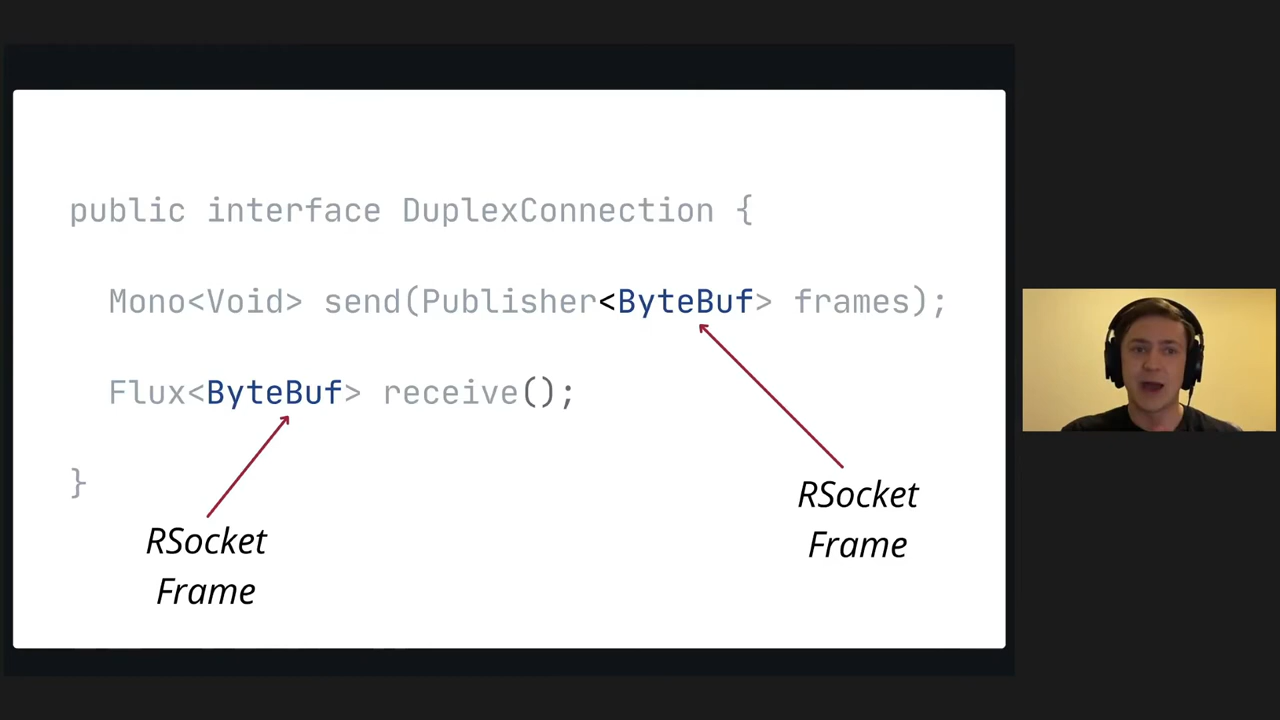 public interface DuplexConnection {
Mono<Void> send(Publisher<ByteBuf> frames);
Flux<ByteBuf> receive();
}
RSocket
Frame
RSocket
Frame